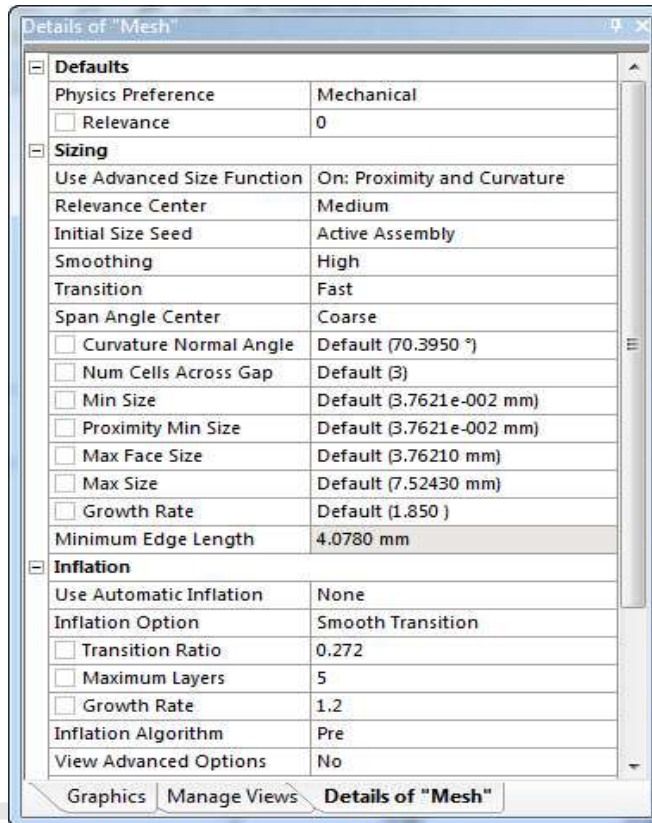 Details of "Mesh"
Defaults
Physics Preference Mechanical
Relevance 0
Sizing
Use Advanced Size Function On: Proximity and Curvature
Relevance Center Medium
Initial Size Seed Active Assembly
Smoothing High
Transition Fast
Span Angle Center Coarse
Curvature Normal Angle Default (70.3950 °)
Num Cells Across Gap Default (3)
Min Size Default (3.7621e-002 mm)
Proximity Min Size Default (3.7621e-002 mm)
Max Face Size Default (3.76210 mm)
Max Size Default (7.52430 mm)
Growth Rate Default (1.850 )
Minimum Edge Length 4.0780 mm
Inflation
Use Automatic Inflation None
Inflation Option Smooth Transition
Transition Ratio 0.272
Maximum Layers 5
Growth Rate 1.2
Inflation Algorithm Pre
View Advanced Options No
Graphics Manage Views Details of "Mesh"